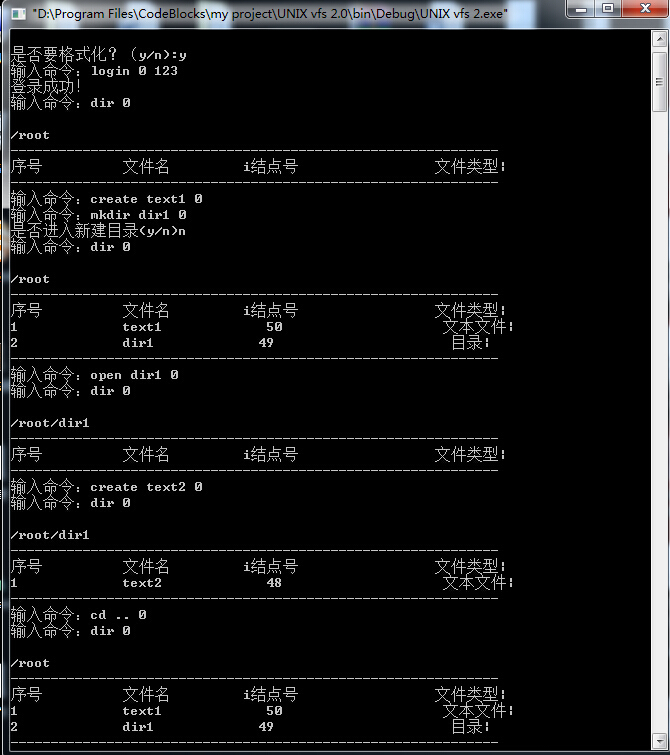 "D:\Program Files\CodeBlocks\my project\UNIX vfs 2.0\bin\Debug\UNIX vfs 2.exe"
是否要格式化？(y/n):y
输入命令：login 0 123
登录成功！
输入命令：dir 0
/root
--------------------------------------------------------------
序号 文件名 i结点号 文件类型¦
--------------------------------------------------------------
输入命令：create text1 0
输入命令：mkdir dir1 0
是否进入新建目录(y/n)n
输入命令：dir 0
/root
--------------------------------------------------------------
序号 文件名 i结点号 文件类型¦
1 text1 50 文本文件¦
2 dir1 49 目录¦
--------------------------------------------------------------
输入命令：open dir1 0
输入命令：dir 0
/root/dir1
--------------------------------------------------------------
序号 文件名 i结点号 文件类型¦
--------------------------------------------------------------
输入命令：create text2 0
输入命令：dir 0
/root/dir1
--------------------------------------------------------------
序号 文件名 i结点号 文件类型¦
1 text2 48 文本文件¦
--------------------------------------------------------------
输入命令：cd .. 0
输入命令：dir 0
/root
--------------------------------------------------------------
序号 文件名 i结点号 文件类型¦
1 text1 50 文本文件¦
2 dir1 49 目录¦
--------------------------------------------------------------